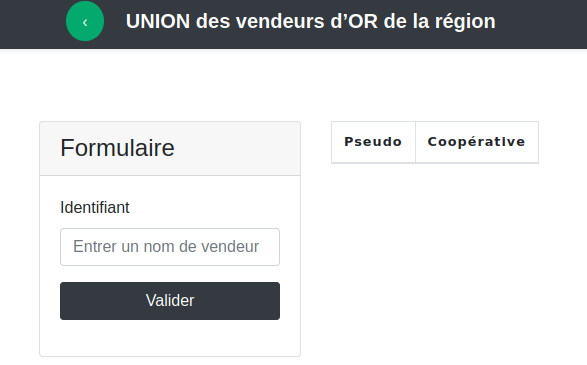 ‹ UNION des vendeurs d’OR de la région
Formulaire
Identifiant
Entrer un nom de vendeur
Valider
Pseudo Coopérative